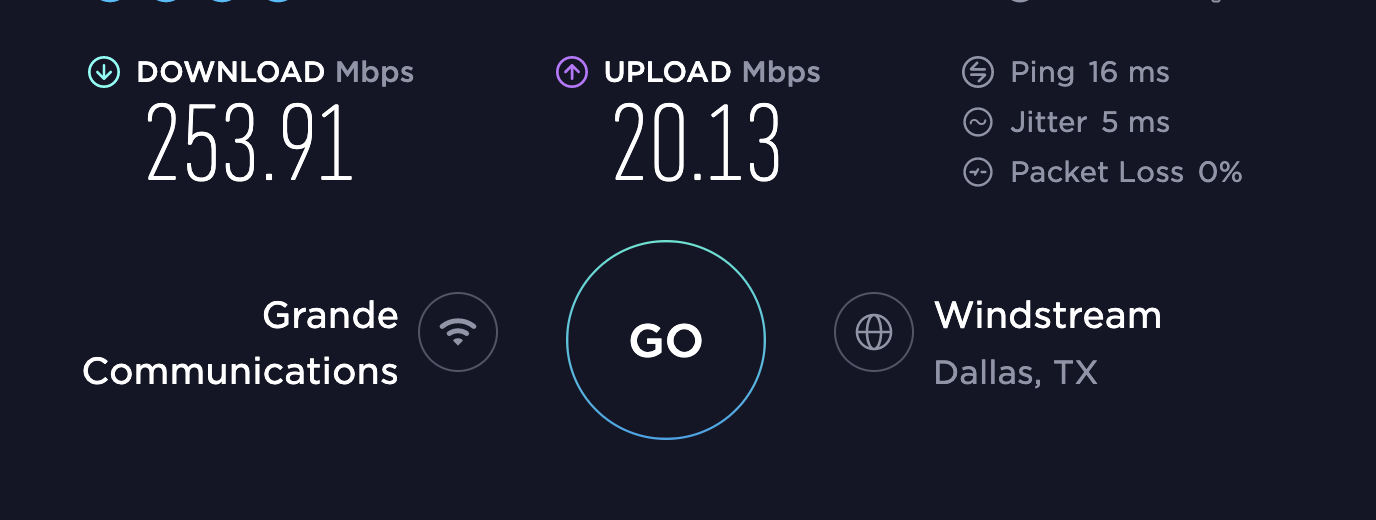 DOWNLOAD Mbps
253.91
UPLOAD Mbps
20.13
Ping 16 ms
Jitter 5 ms
Packet Loss 0%
Grande
Communications
GO
Windstream
Dallas, TX